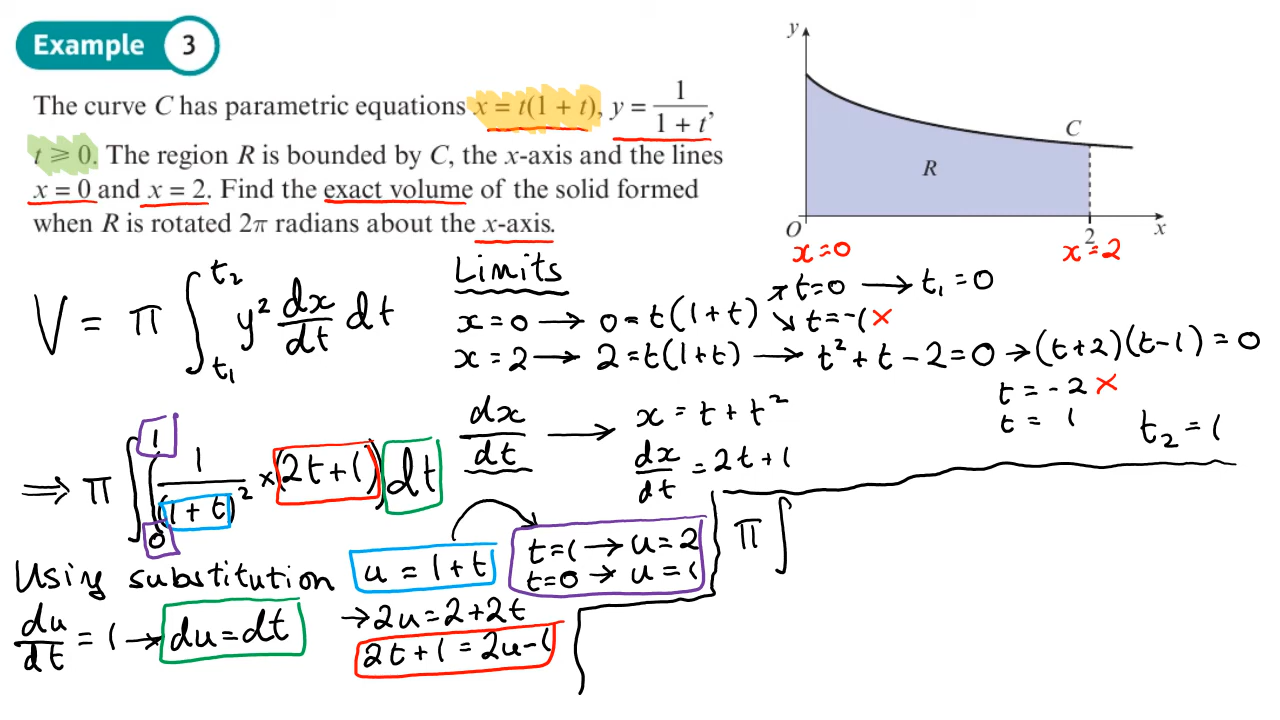 Example 3
The curve C has parametric equations x = t(1 + t), y = 1/(1 + t),
t ⩾ 0. The region R is bounded by C, the x-axis and the lines
x = 0 and x = 2. Find the exact volume of the solid formed
when R is rotated 2π radians about the x-axis.
y
C
R
O
2
x
x=0
x=2
V = π ∫_{t₁}^{t₂} y² dx/dt dt
Limits
x=0 → 0=t(1+t)
↗ t=0 → t₁=0
↘ t=-1 ×
x=2 → 2=t(1+t) → t²+t-2=0 → (t+2)(t-1)=0
t=-2 ×
t= 1
t₂=1
dx/dt → x = t+t²
dx/dt = 2t+1
⇒ π ∫_0^1 (1/(1+t)² × (2t+1)) dt
Using substitution u = 1+t
t=1 → u=2
t=0 → u=1
du/dt = 1 → du=dt
→ 2u=2+2t
2t+1=2u-1
π ∫